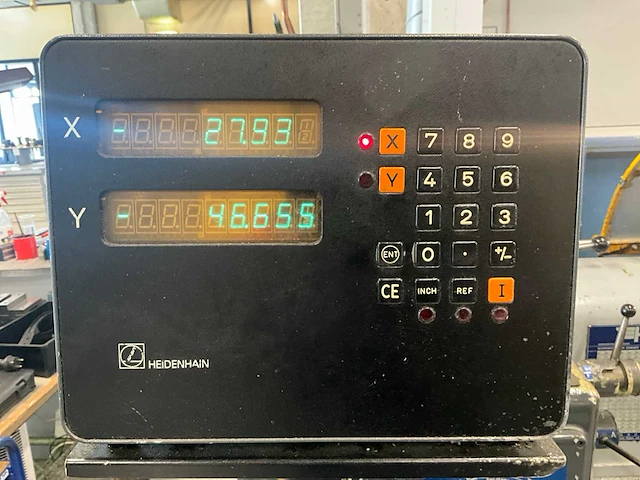 X - 27.93
Y - 46.655
X 7 8 9
Y 4 5 6
1 2 3
ENT 0 . +/-
CE INCH REF I
HEIDENHAIN